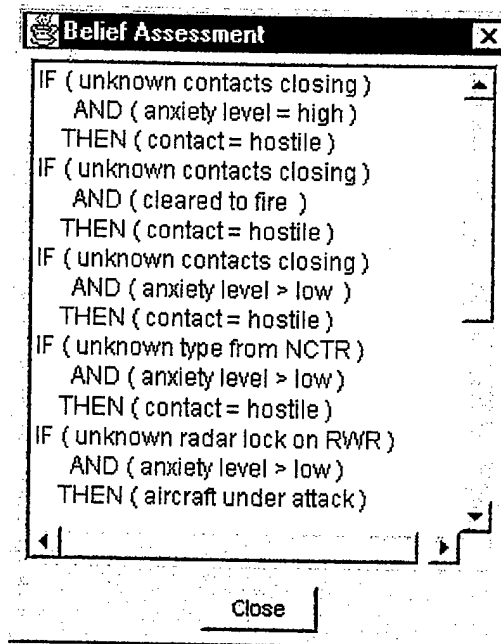 Belief Assessment
IF ( unknown contacts closing )
AND ( anxiety level = high )
THEN ( contact = hostile )
IF ( unknown contacts closing )
AND ( cleared to fire )
THEN ( contact = hostile )
IF ( unknown contacts closing )
AND ( anxiety level > low )
THEN ( contact = hostile )
IF ( unknown type from NCTR )
AND ( anxiety level > low )
THEN ( contact = hostile )
IF ( unknown radar lock on RWR )
AND ( anxiety level > low )
THEN ( aircraft under attack )
Close